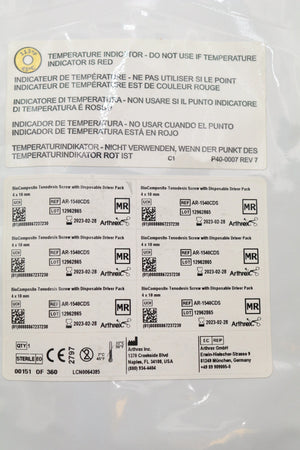 TEMPERATURE INDICATOR - DO NOT USE IF TEMPERATURE
INDICATOR IS RED
INDICATEUR DE TEMPÉRATURE - NE PAS UTILISER SI LE POINT
INDICATEUR DE TEMPÉRATURE EST DE COULEUR ROUGE
INDICATORE DI TEMPERATURA - NON USARE SI IL PUNTO INDICATORE
DI TEMPERATURA É ROSSO
INDICADOR DE TEMPERATURA - NO USAR CUANDO EL PUNTO
INDICADOR DE TEMPERATURA ESTÁ EN ROJO
TEMPERATURINDIKATOR - NICHT VERWENDEN, WENN DER PUNKT DES
TEMPERATURINDIKATOR ROT IST
C1 P40-0007 REV 7
BioComposite Tenodesis Screw with Disposable Driver Pack
4 x 10 mm
REF AR-1540CDS
LOT 12962865
MR
2023-02-28 Arthrex
BioComposite Tenodesis Screw with Disposable Driver Pack
4 x 10 mm
REF AR-1540CDS
LOT 12962865
MR
2023-02-28 Arthrex
BioComposite Tenodesis Screw with Disposable Driver Pack
4 x 10 mm
REF AR-1540CDS
LOT 12962865
MR
2023-02-28 Arthrex
BioComposite Tenodesis Screw with Disposable Driver Pack
4 x 10 mm
REF AR-1540CDS
LOT 12962865
MR
2023-02-28 Arthrex
BioComposite Tenodesis Screw with Disposable Driver Pack
4 x 10 mm
REF AR-1540CDS
LOT 12962865
MR
2023-02-28 Arthrex
BioComposite Tenodesis Screw with Disposable Driver Pack
4 x 10 mm
REF AR-1540CDS
LOT 12962865
MR
2023-02-28 Arthrex
QTY 1
STERILE EO
CE 2797
00151 OF 360 LCN0064385
Arthrex Inc.
1370 Creekside Blvd
Naples, FL 34108, USA
(800) 934-4404
EC REP
Arthrex GmbH
Erwin-Hielscher-Strasse 9
81249 München, Germany
+49 89 909005-0